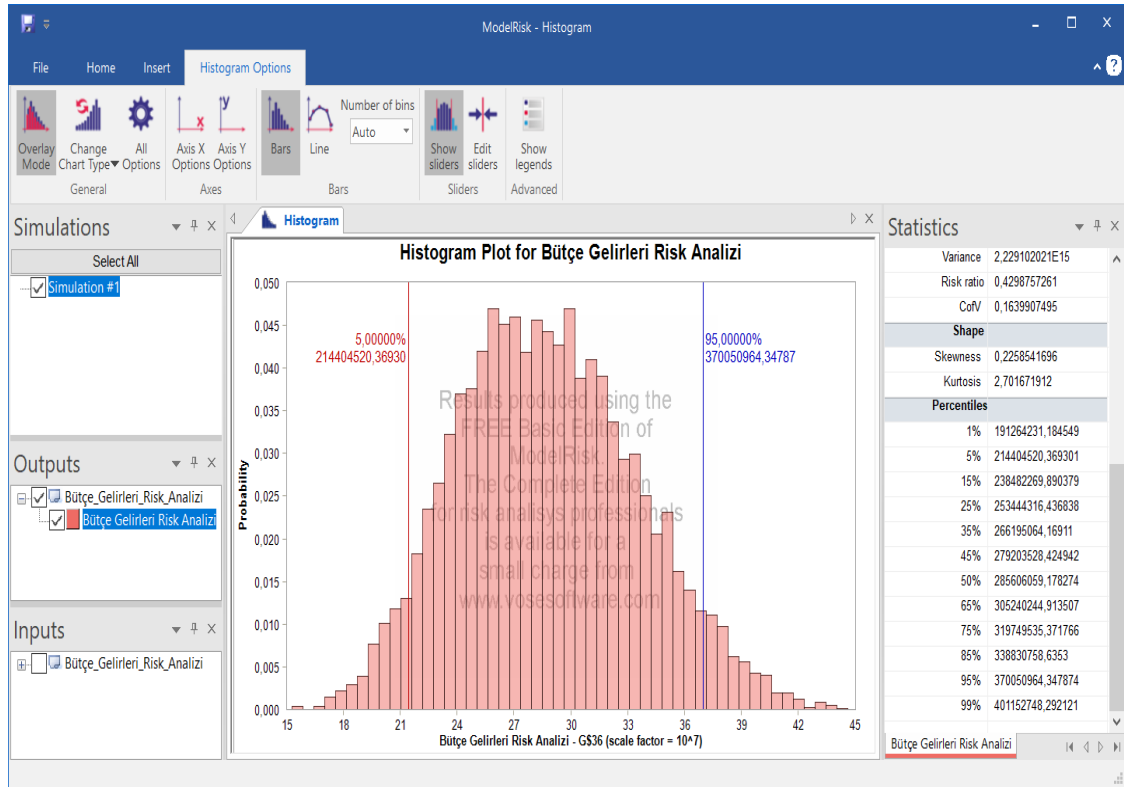 ModelRisk - Histogram
File Home Insert Histogram Options
Overlay Mode
Change Chart Type
All Options
General
Axis X Options
Axis Y Options
Axes
Bars
Line
Number of bins
Auto
Bars
Show sliders
Edit sliders
Sliders
Show legends
Advanced
Simulations
Select All
Simulation #1
Outputs
Bütçe_Gelirleri_Risk_Analizi
Bütçe Gelirleri Risk Analizi
Inputs
Bütçe_Gelirleri_Risk_Analizi
Histogram
Histogram Plot for Bütçe Gelirleri Risk Analizi
5,00000%
214404520,36930
95,00000%
370050964,34787
Results produced using the
FREE Basic Edition of
ModelRisk.
The Complete Edition
for risk analisys professionals
is available for a
small charge from
www.vosesoftware.com
Probability
0,050
0,045
0,040
0,035
0,030
0,025
0,020
0,015
0,010
0,005
0,000
15 18 21 24 27 30 33 36 39 42 45
Bütçe Gelirleri Risk Analizi - G$36 (scale factor = 10^7)
Statistics
Variance 2,229102021E15
Risk ratio 0,4298757261
CofV 0,1639907495
Shape
Skewness 0,2258541696
Kurtosis 2,701671912
Percentiles
1% 191264231,184549
5% 214404520,369301
15% 238482269,890379
25% 253444316,436838
35% 266195064,16911
45% 279203528,424942
50% 285606059,178274
65% 305240244,913507
75% 319749535,371766
85% 338830758,6353
95% 370050964,347874
99% 401152748,292121
Bütçe Gelirleri Risk Analizi